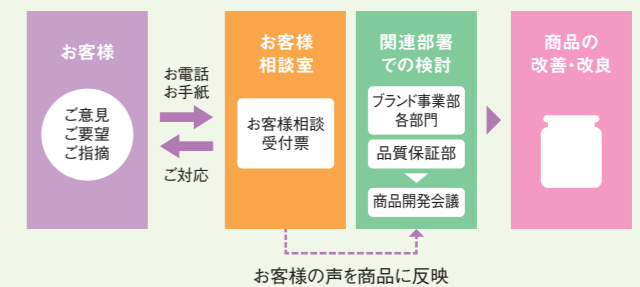 お客様
ご意見
ご要望
ご指摘
お電話
お手紙
ご対応
お客様
相談室
お客様相談
受付票
関連部署
での検討
ブランド事業部
各部門
品質保証部
商品開発会議
商品の
改善・改良
お客様の声を商品に反映